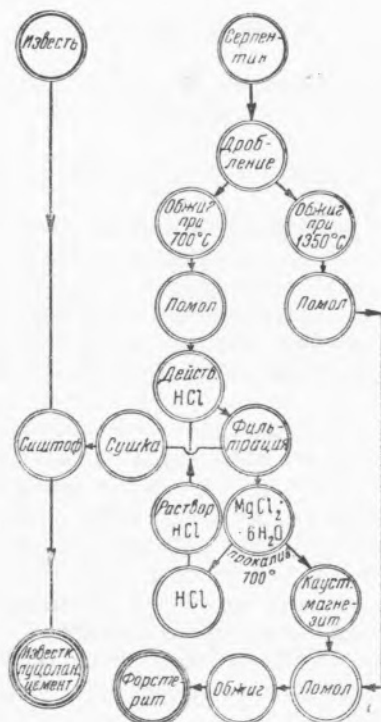 Известь
Серпен-
тин
Дроб-
ление
Обжиг
при
700°С
Обжиг
при
1350°С
Помол
Помол
Действ.
HCl
Филь-
трация
Сушка
Сиштоф
Раствор
HCl
MgCl₂·
·6H₂O
прокалив
700°
HCl
Кауст.
магне-
зит
Известк.
пуцолан.
цемент
Форсте-
рит
Обжиг
Помол